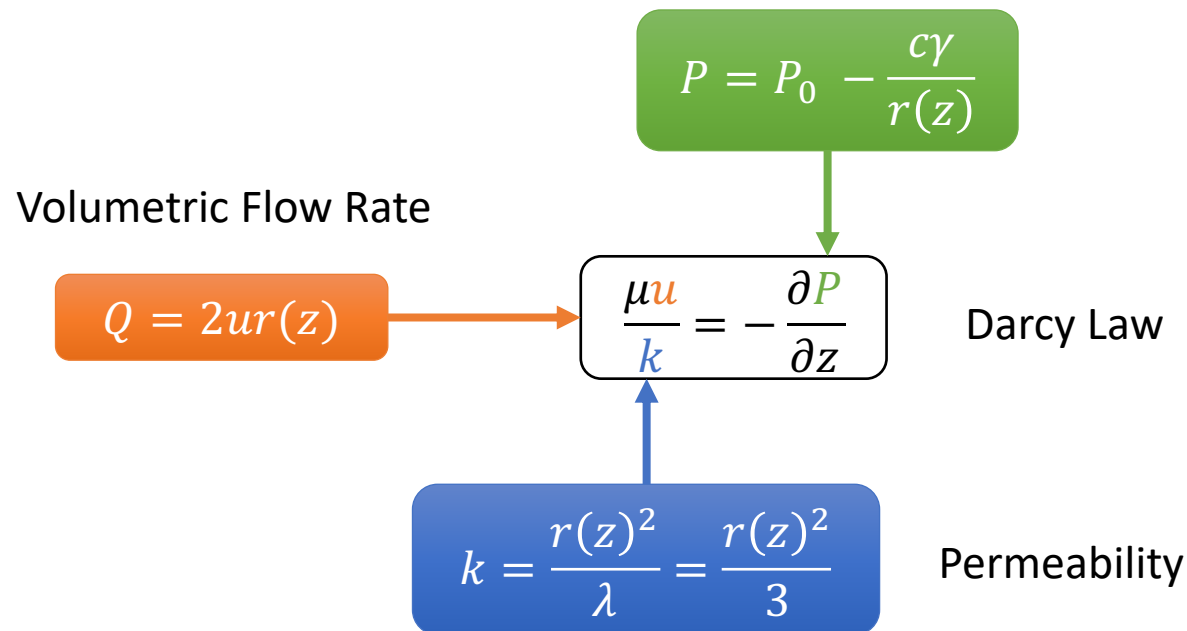 P = P₀ − cγ/r(z)
Volumetric Flow Rate
Q = 2ur(z)
μu/k = − ∂P/∂z
Darcy Law
k = r(z)²/λ = r(z)²/3
Permeability